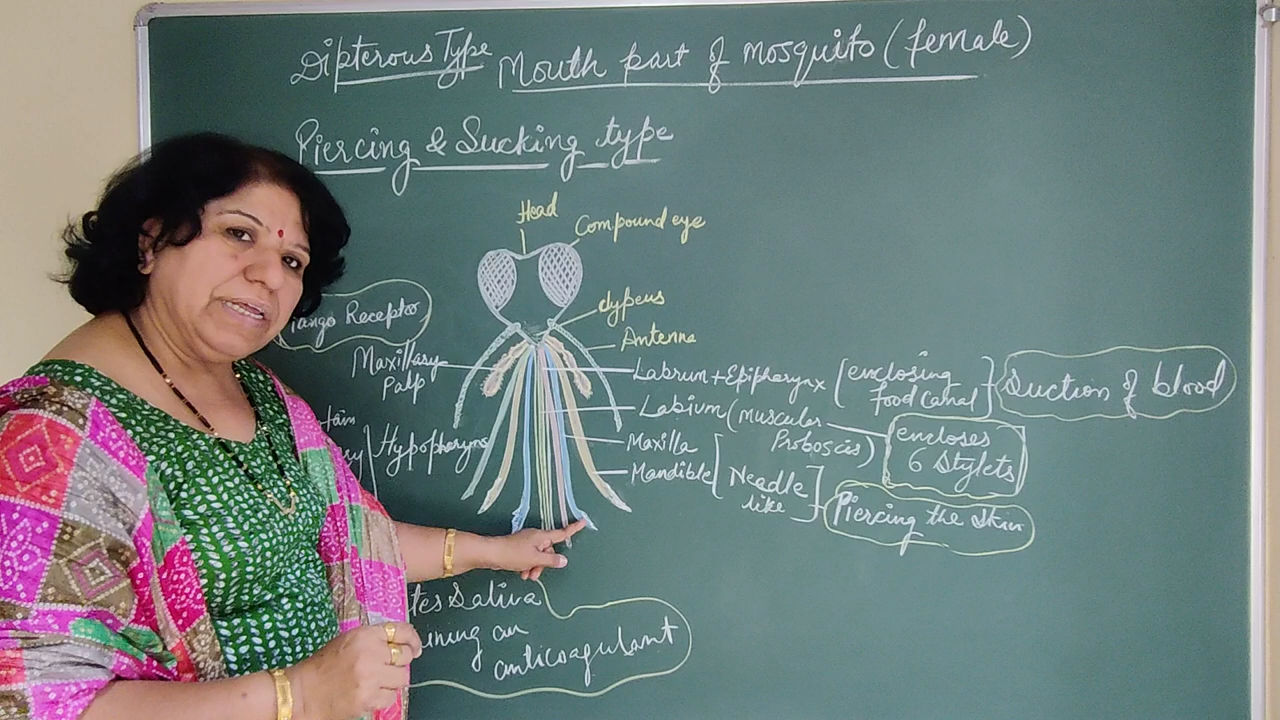 Dipterous Type Mouth part of mosquito (female)
Piercing & Sucking type
Head
Compound eye
Clypeus
Antenna
Receptor
Maxillary
Palp
Labrum + Epipharynx [enclosing
food canal] Suction of blood
Labium (muscular
Proboscis) encloses
6 Stylets
Hypopharynx
Maxilla
Mandible [Needle
like] Piercing the skin
Saliva
an
anticoagulant